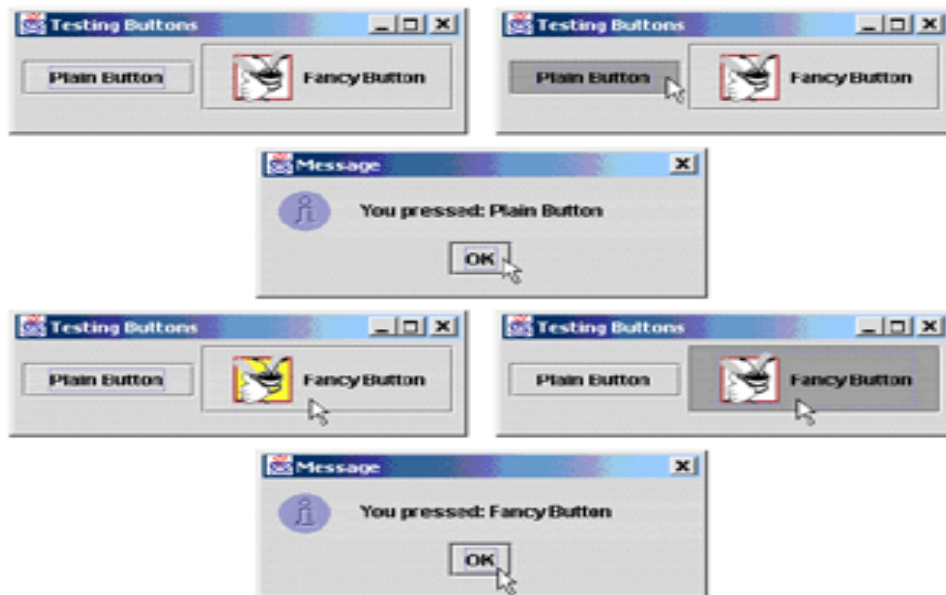 Testing Buttons
Plain Button
Fancy Button
Testing Buttons
Plain Button
Fancy Button
Message
You pressed: Plain Button
OK
Testing Buttons
Plain Button
Fancy Button
Testing Buttons
Plain Button
Fancy Button
Message
You pressed: Fancy Button
OK